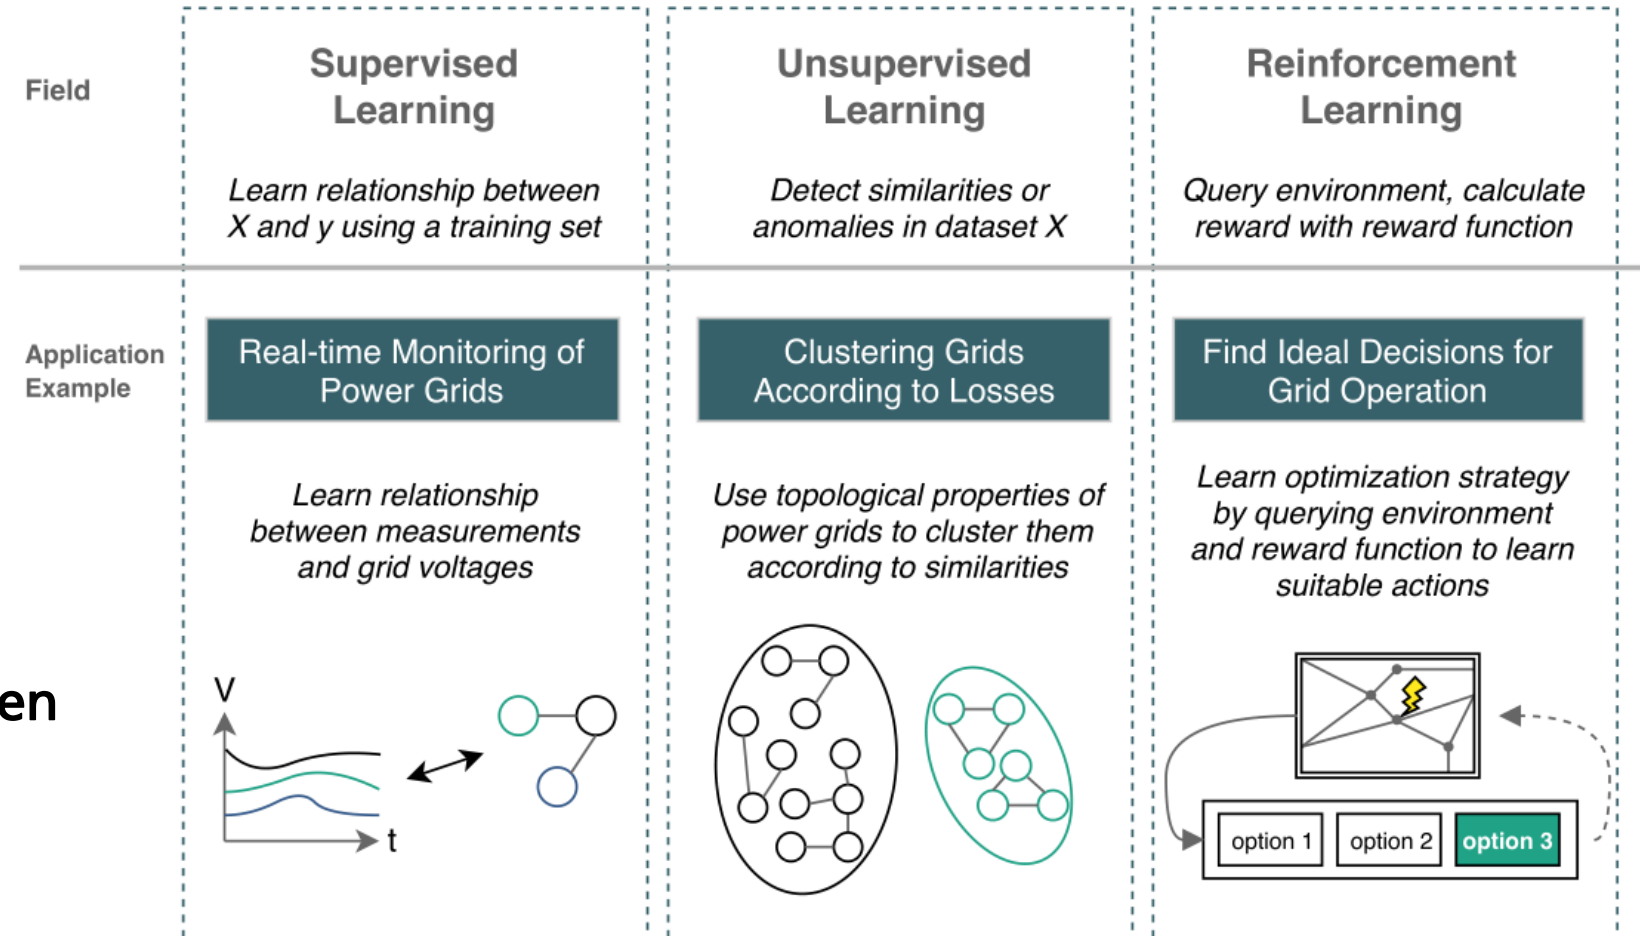 Field
Supervised
Learning
Learn relationship between
X and y using a training set
Unsupervised
Learning
Detect similarities or
anomalies in dataset X
Reinforcement
Learning
Query environment, calculate
reward with reward function
Application
Example
Real-time Monitoring of
Power Grids
Learn relationship
between measurements
and grid voltages
V
t
Clustering Grids
According to Losses
Use topological properties of
power grids to cluster them
according to similarities
Find Ideal Decisions for
Grid Operation
Learn optimization strategy
by querying environment
and reward function to learn
suitable actions
option 1
option 2
option 3
en